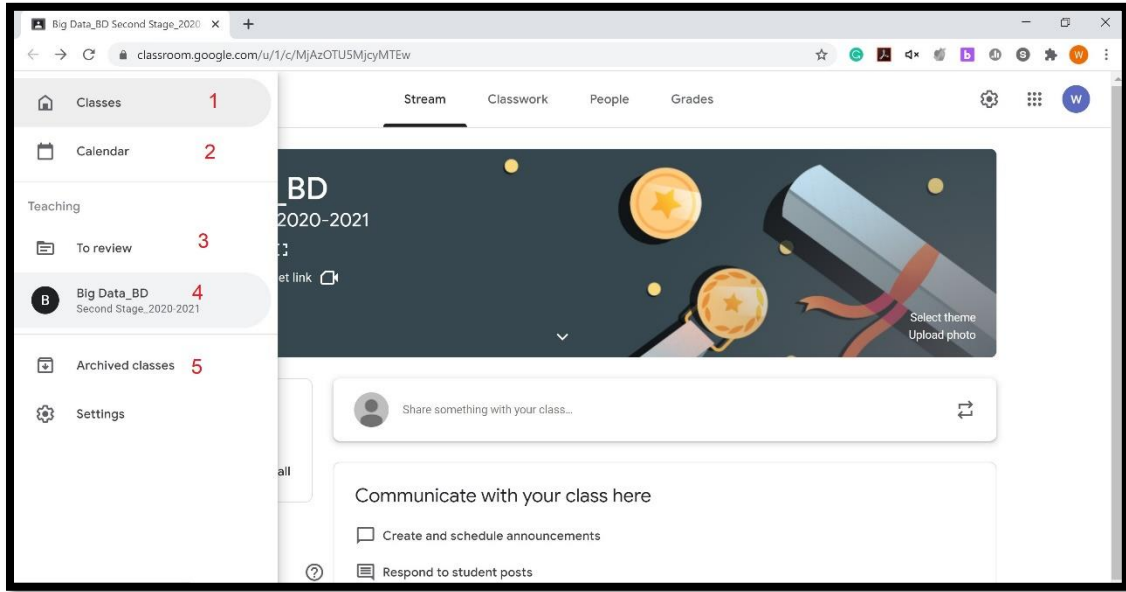 Big Data_BD Second Stage_2020
classroom.google.com/u/1/c/MjAzOTU5MjcyMTEw
W
Classes 1
Stream Classwork People Grades
W
Calendar 2
Teaching
To review 3
B
Big Data_BD 4
Second Stage_2020-2021
Archived classes 5
Settings
_BD
2020-2021
et link
Select theme
Upload photo
Share something with your class...
all
Communicate with your class here
Create and schedule announcements
Respond to student posts